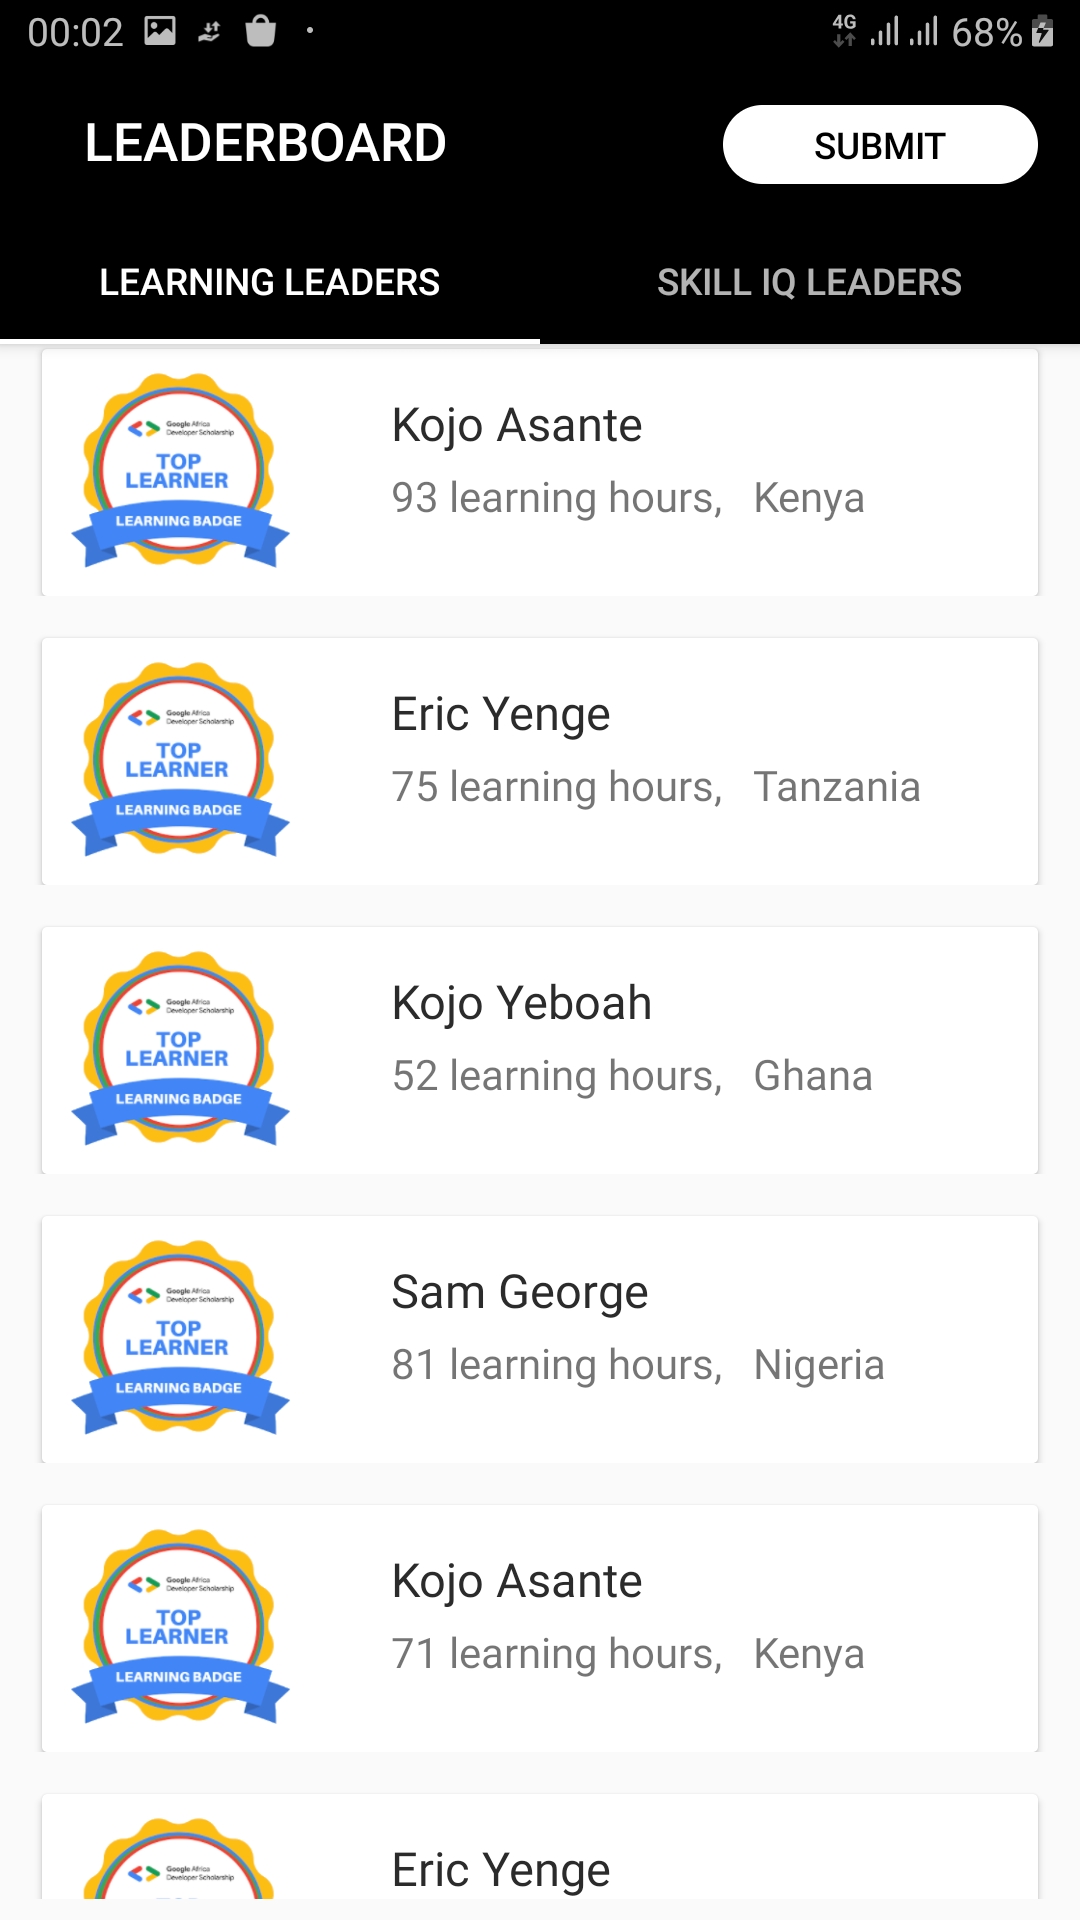 00:02
4G 68%
LEADERBOARD
SUBMIT
LEARNING LEADERS
SKILL IQ LEADERS
Google Africa
Developer Scholarship
TOP
LEARNER
LEARNING BADGE
Kojo Asante
93 learning hours, Kenya
Google Africa
Developer Scholarship
TOP
LEARNER
LEARNING BADGE
Eric Yenge
75 learning hours, Tanzania
Google Africa
Developer Scholarship
TOP
LEARNER
LEARNING BADGE
Kojo Yeboah
52 learning hours, Ghana
Google Africa
Developer Scholarship
TOP
LEARNER
LEARNING BADGE
Sam George
81 learning hours, Nigeria
Google Africa
Developer Scholarship
TOP
LEARNER
LEARNING BADGE
Kojo Asante
71 learning hours, Kenya
Google Africa
Developer Scholarship
Eric Yenge